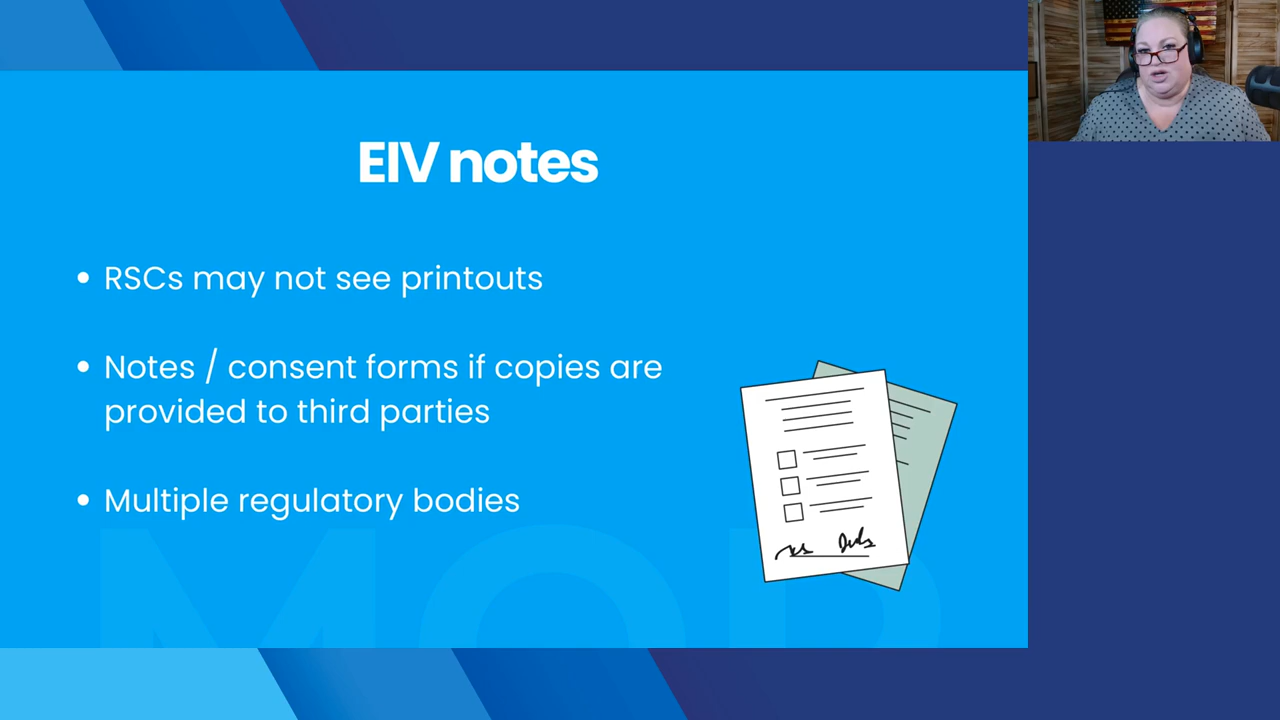 EIV notes
• RSCs may not see printouts
• Notes / consent forms if copies are
provided to third parties
• Multiple regulatory bodies